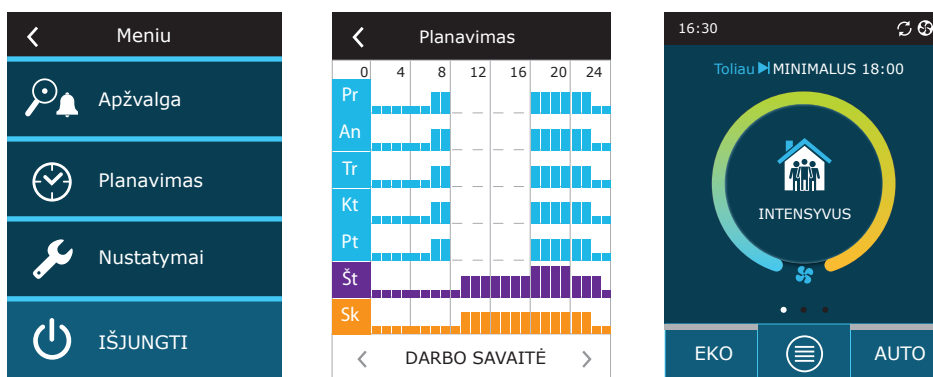 Meniu
Apžvalga
Planavimas
Nustatymai
IŠJUNGTI
Planavimas
0 4 8 12 16 20 24
Pr
An
Tr
Kt
Pt
Št
Sk
DARBO SAVAITĖ
16:30
Toliau MINIMALUS 18:00
INTENSYVUS
EKO
AUTO